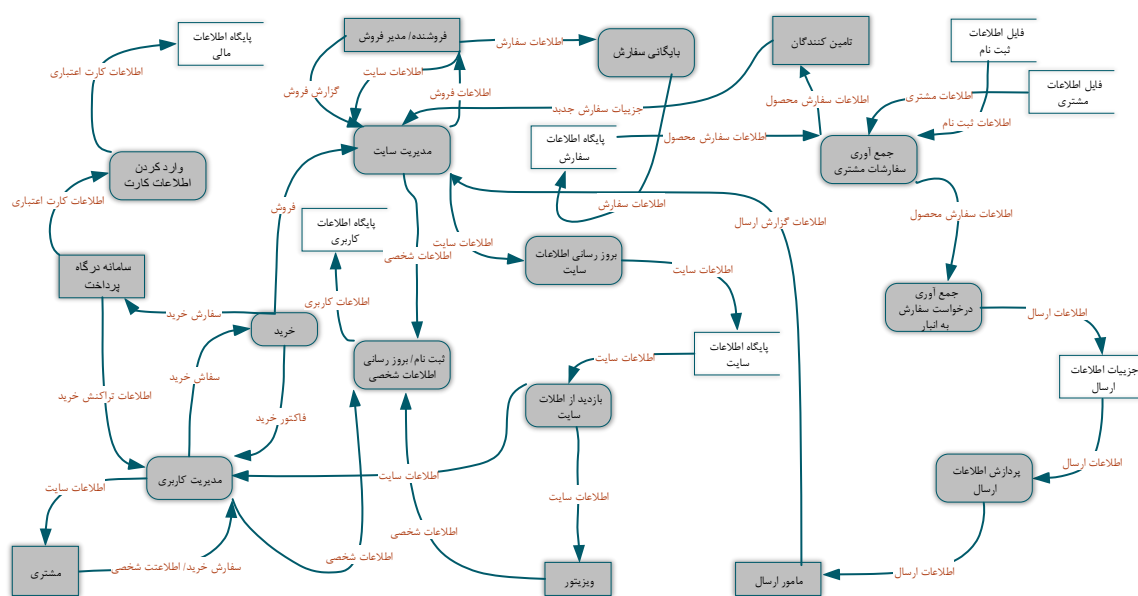 پایگاه اطلاعات
مالی
فروشنده/ مدیر فروش
اطلاعات سفارش
بایگانی سفارش
تامین کنندگان
فایل اطلاعات
ثبت نام
اطلاعات کارت اعتباری
اطلاعات سایت
گزارش فروش
اطلاعات فروش
جزییات سفارش جدبد
اطلاعات سفارش محصول
اطلاعات مشتری
فایل اطلاعات
مشتری
اطلاعات ثبت نام
مدیریت سایت
پایگاه اطلاعات
سفارش
اطلاعات سفارش محصول
جمع آوری
سفارشات مشتری
وارد کردن
اطلاعات کارت
اطلاعات کارت اعتباری
فروش
اطلاعات سفارش
اطلاعات گزارش ارسال
اطلاعات سفارش محصول
پایگاه اطلاعات
کاربری
اطلاعات سایت
اطلاعات شخصی
بروز رسانی اطلاعات
سایت
اطلاعات سایت
سامانه درگاه
پرداخت
اطلاعات کاربری
سفارش خرید
خرید
جمع آوری
درخواست سفارش
به انبار
اطلاعات ارسال
پایگاه اطلاعات
سایت
ثبت نام/ بروز رسانی
اطلاعات شخصی
اطلاعات سایت
جزییات اطلاعات
ارسال
سفاش خرید
اطلاعات تراکنش خرید
فاکتور خرید
بازدید از اطلات
سایت
اطلاعات ارسال
مدیریت کاربری
اطلاعات سایت
پردازش اطلاعات
ارسال
اطلاعات سایت
اطلاعات سایت
اطلاعات شخصی
اطلاعات شخصی
مشتری
سفارش خرید/ اطلاعتت شخصی
ویزیتور
مامور ارسال
اطلاعات ارسال